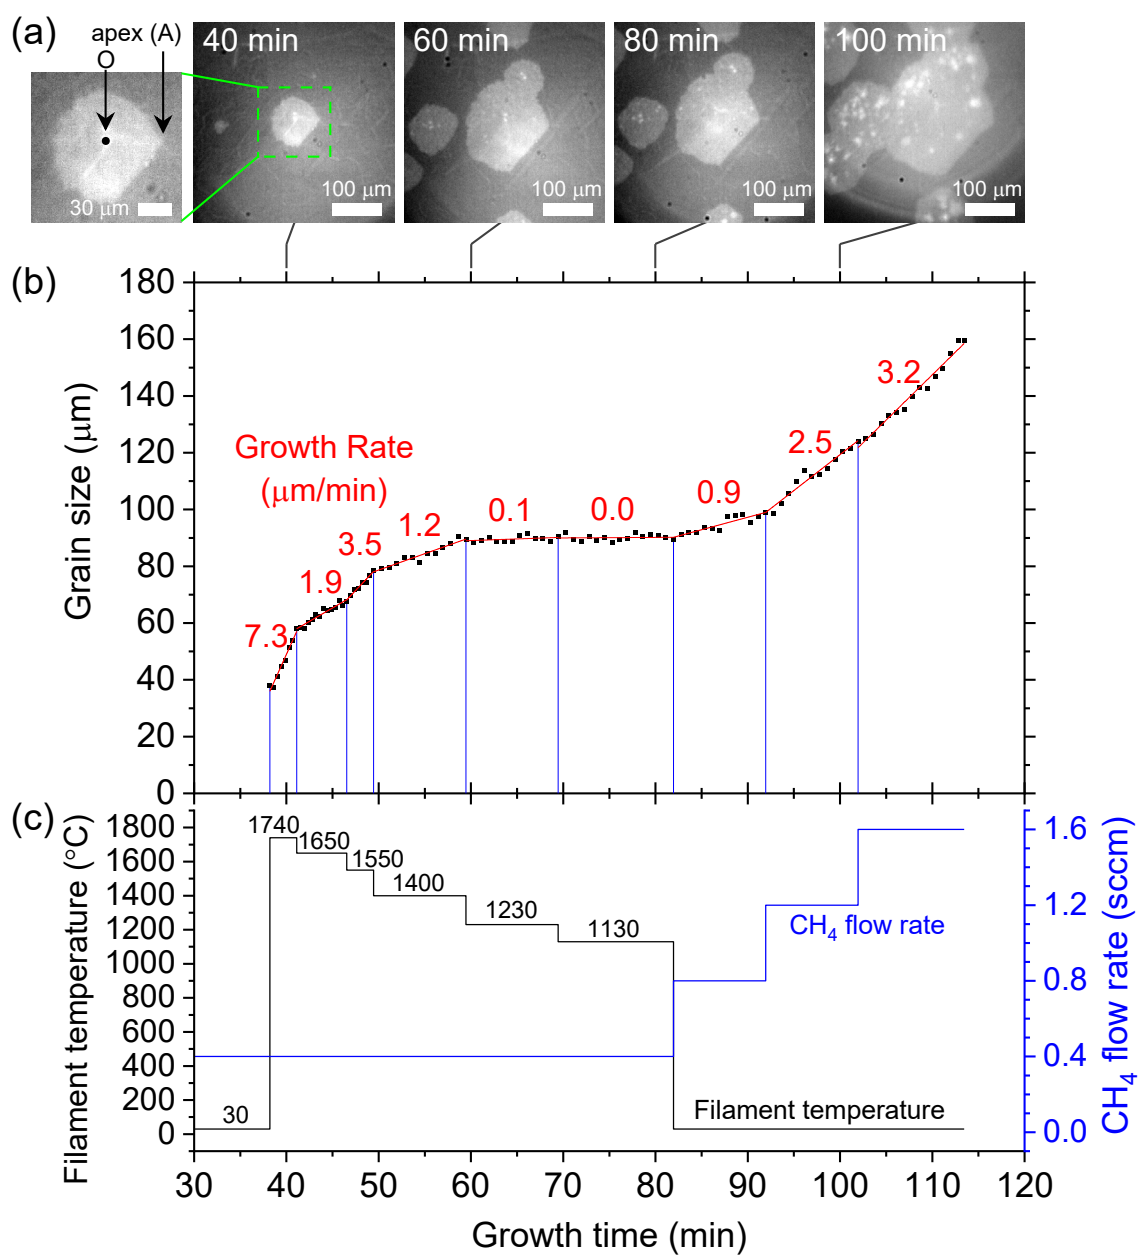 (a)
apex (A)
O
30 μm
40 min
100 μm
60 min
100 μm
80 min
100 μm
100 min
100 μm
(b)
180
160
140
120
100
80
60
40
20
0
Grain size (μm)
Growth Rate
(μm/min)
7.3
1.9
3.5
1.2
0.1
0.0
0.9
2.5
3.2
(c)
1800
1600
1400
1200
1000
800
600
400
200
0
Filament temperature (°C)
30
1740
1650
1550
1400
1230
1130
CH₄ flow rate
Filament temperature
1.6
1.2
0.8
0.4
0.0
CH₄ flow rate (sccm)
30 40 50 60 70 80 90 100 110 120
Growth time (min)